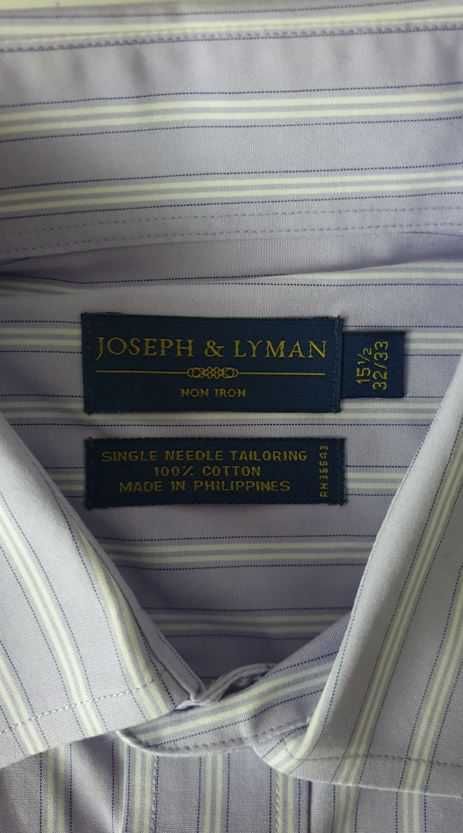 JOSEPH & LYMAN
NON IRON
15½
32/33
SINGLE NEEDLE TAILORING
100% COTTON
MADE IN PHILIPPINES